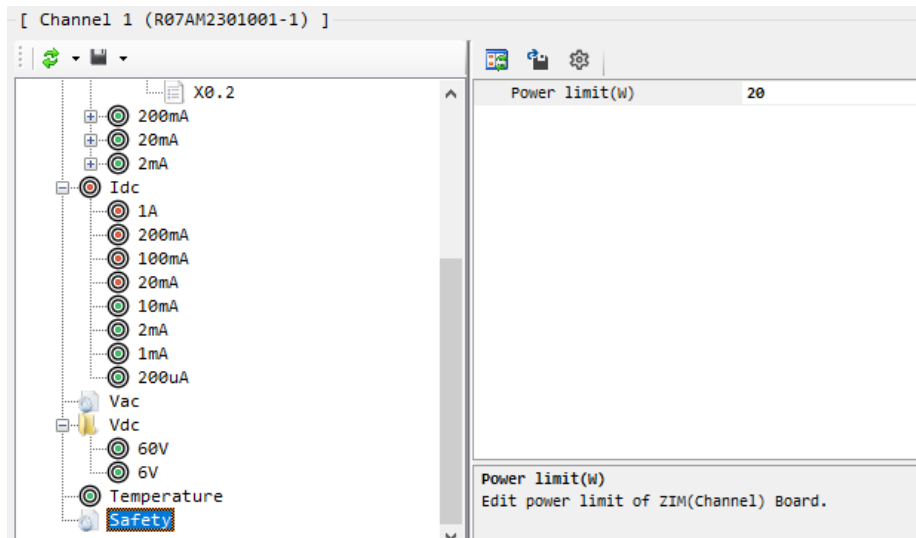 [ Channel 1 (R07AM2301001-1) ]
X0.2
200mA
20mA
2mA
Idc
1A
200mA
100mA
20mA
10mA
2mA
1mA
200uA
Vac
Vdc
60V
6V
Temperature
Safety
Power limit(W) 20
Power limit(W)
Edit power limit of ZIM(Channel) Board.